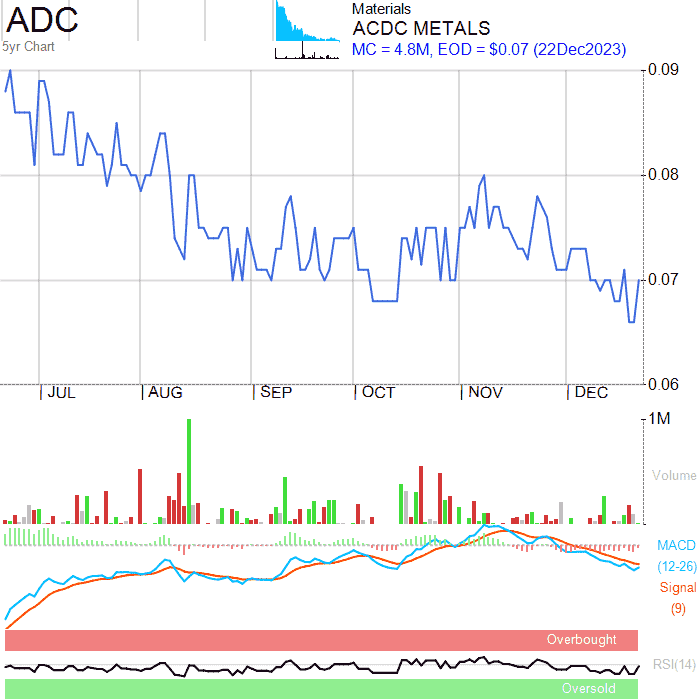 ADC
5yr Chart
Materials
ACDC METALS
MC = 4.8M, EOD = $0.07 (22Dec2023)
0.09
0.08
0.07
0.06
JUL AUG SEP OCT NOV DEC
1M
Volume
MACD
(12-26)
Signal
(9)
Overbought
RSI(14)
Oversold